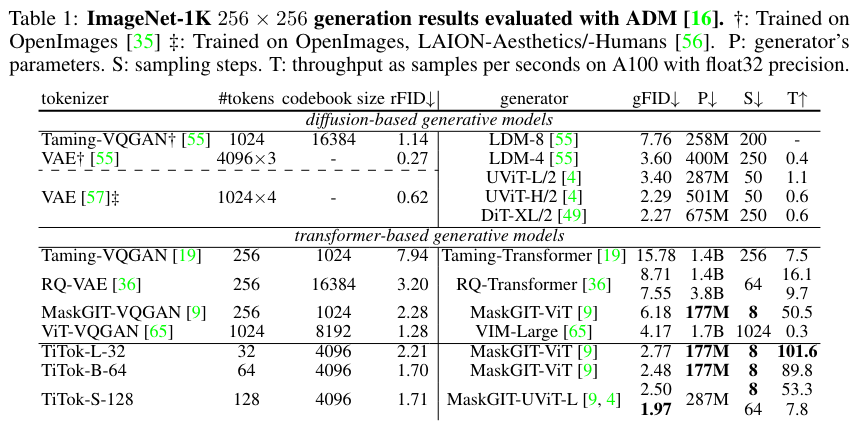 Table 1: ImageNet-1K 256 × 256 generation results evaluated with ADM [16]. †: Trained on
OpenImages [35] ‡: Trained on OpenImages, LAION-Aesthetics/-Humans [56]. P: generator's
parameters. S: sampling steps. T: throughput as samples per seconds on A100 with float32 precision.
tokenizer #tokens codebook size rFID↓ generator gFID↓ P↓ S↓ T↑
diffusion-based generative models
Taming-VQGAN† [55] 1024 16384 1.14 LDM-8 [55] 7.76 258M 200 -
VAE† [55] 4096×3 - 0.27 LDM-4 [55] 3.60 400M 250 0.4
UViT-L/2 [4] 3.40 287M 50 1.1
VAE [57]‡ 1024×4 - 0.62 UViT-H/2 [4] 2.29 501M 50 0.6
DiT-XL/2 [49] 2.27 675M 250 0.6
transformer-based generative models
Taming-VQGAN [19] 256 1024 7.94 Taming-Transformer [19] 15.78 1.4B 256 7.5
RQ-VAE [36] 256 16384 3.20 RQ-Transformer [36] 8.71 1.4B 64 16.1
7.55 3.8B 9.7
MaskGIT-VQGAN [9] 256 1024 2.28 MaskGIT-ViT [9] 6.18 177M 8 50.5
ViT-VQGAN [65] 1024 8192 1.28 VIM-Large [65] 4.17 1.7B 1024 0.3
TiTok-L-32 32 4096 2.21 MaskGIT-ViT [9] 2.77 177M 8 101.6
TiTok-B-64 64 4096 1.70 MaskGIT-ViT [9] 2.48 177M 8 89.8
TiTok-S-128 128 4096 1.71 MaskGIT-UViT-L [9, 4] 2.50 287M 8 53.3
1.97 64 7.8